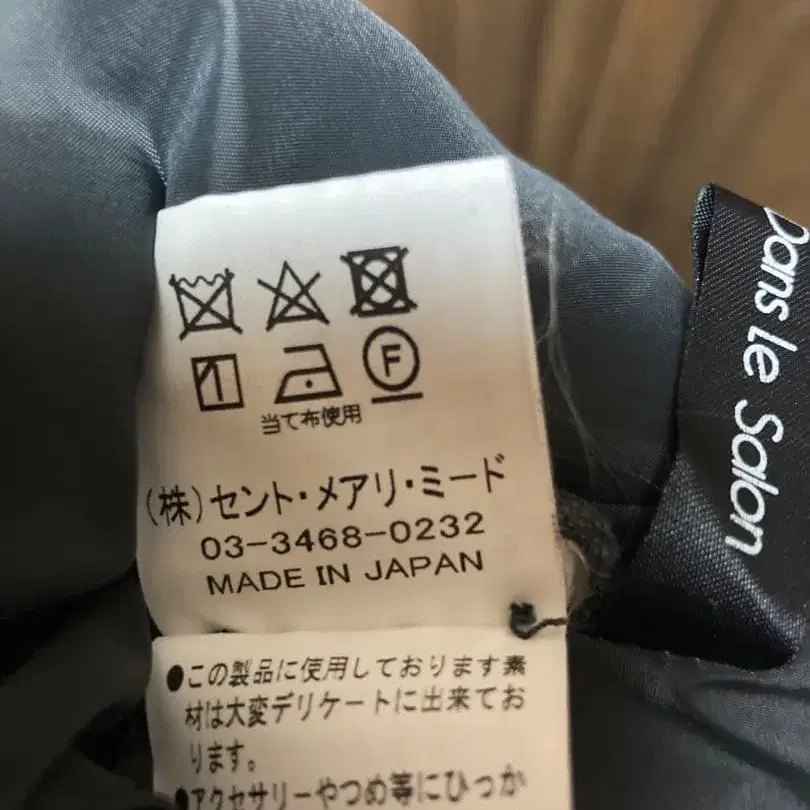 F
当て布使用
(株)セント・メアリ・ミード
03-3468-0232
MADE IN JAPAN
●この製品に使用しております素
材は大変デリケートに出来てお
ります。
●アクセサリーやつめ等にひっか
Dans le Salon